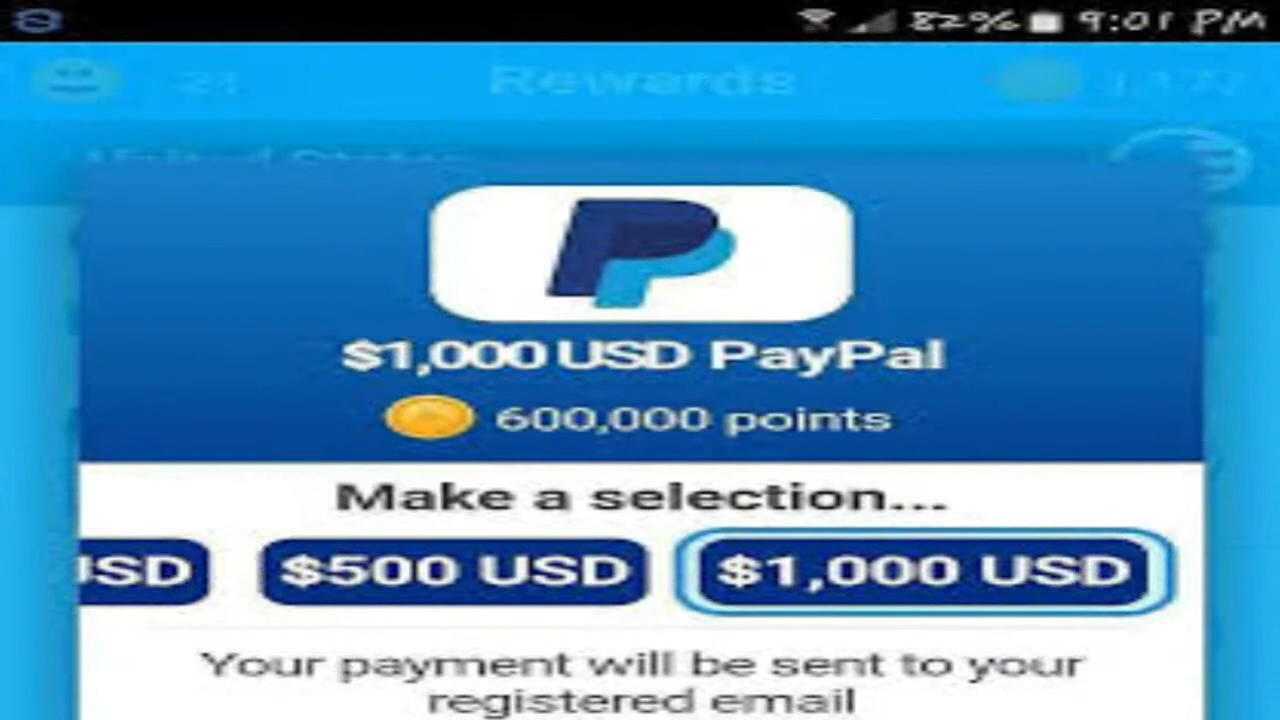 82% 9:01 PM
Rewards
$1,000 USD PayPal
600,000 points
Make a selection...
USD $500 USD $1,000 USD
Your payment will be sent to your
registered email